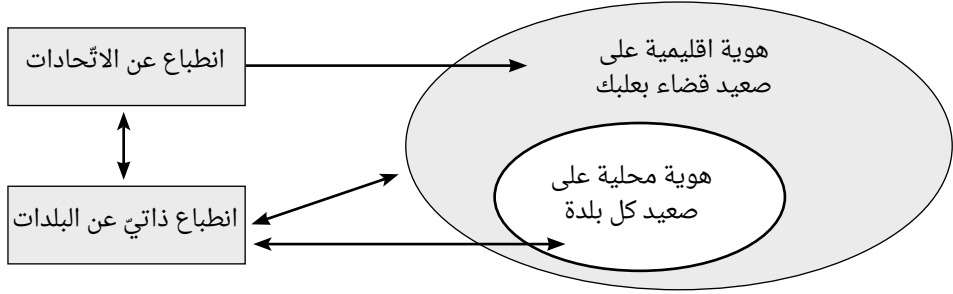 انطباع عن الاتّحادات
هوية اقليمية على
صعيد قضاء بعلبك
انطباع ذاتيّ عن البلدات
هوية محلية على
صعيد كل بلدة